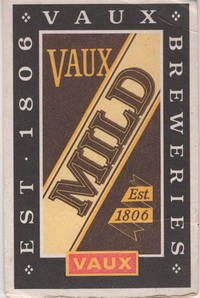 EST · 1806
VAUX
BREWERIES
VAUX
MILD
Est.
1806
VAUX